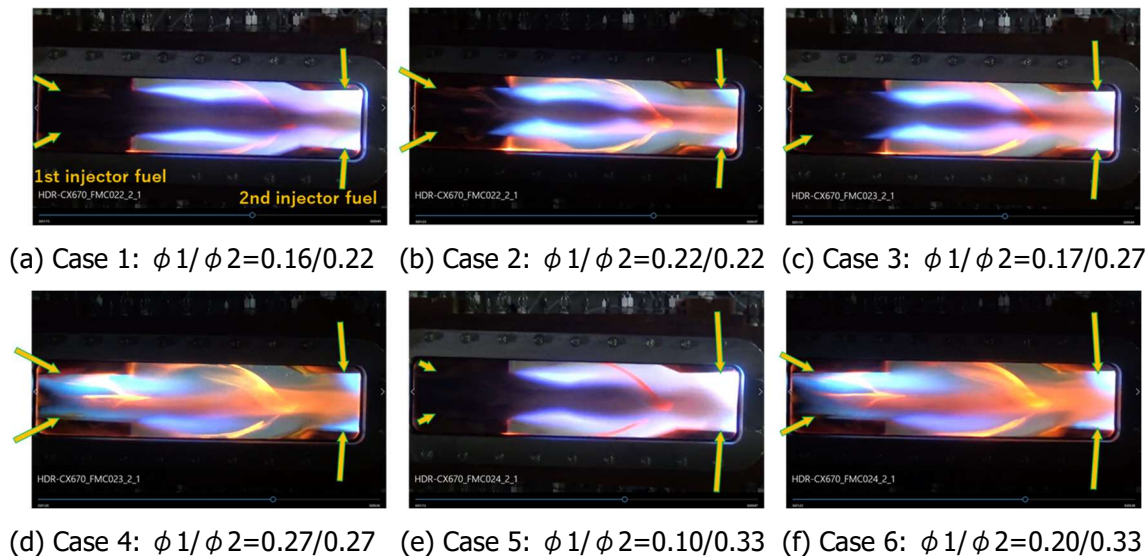 1st injector fuel
2nd injector fuel
HDR-CX670_FMC022_2_1
HDR-CX670_FMC022_2_1
HDR-CX670_FMC023_2_1
(a) Case 1: φ1/φ2=0.16/0.22
(b) Case 2: φ1/φ2=0.22/0.22
(c) Case 3: φ1/φ2=0.17/0.27
HDR-CX670_FMC023_2_1
HDR-CX670_FMC024_2_1
HDR-CX670_FMC024_2_1
(d) Case 4: φ1/φ2=0.27/0.27
(e) Case 5: φ1/φ2=0.10/0.33
(f) Case 6: φ1/φ2=0.20/0.33